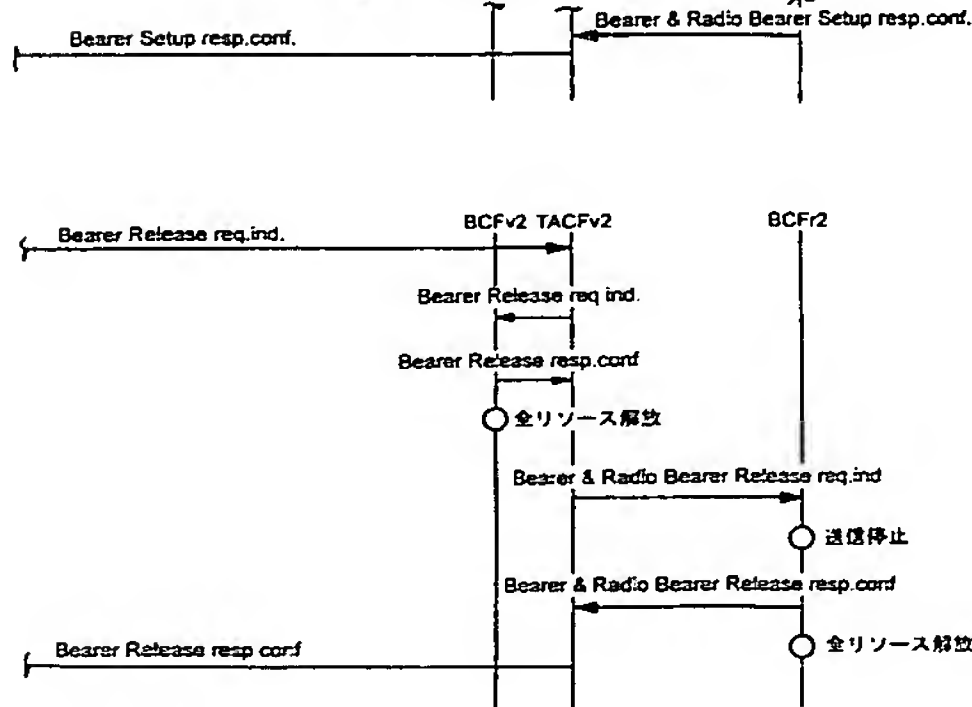 Bearer & Radio Bearer Setup resp.conf.
Bearer Setup resp.conf.
BCFv2 TACFv2 BCFr2
Bearer Release req.ind.
Bearer Release req ind.
Bearer Release resp.conf
全リソース解放
Bearer & Radio Bearer Release req.ind
送信停止
Bearer & Radio Bearer Release resp.conf
全リソース解放
Bearer Release resp conf